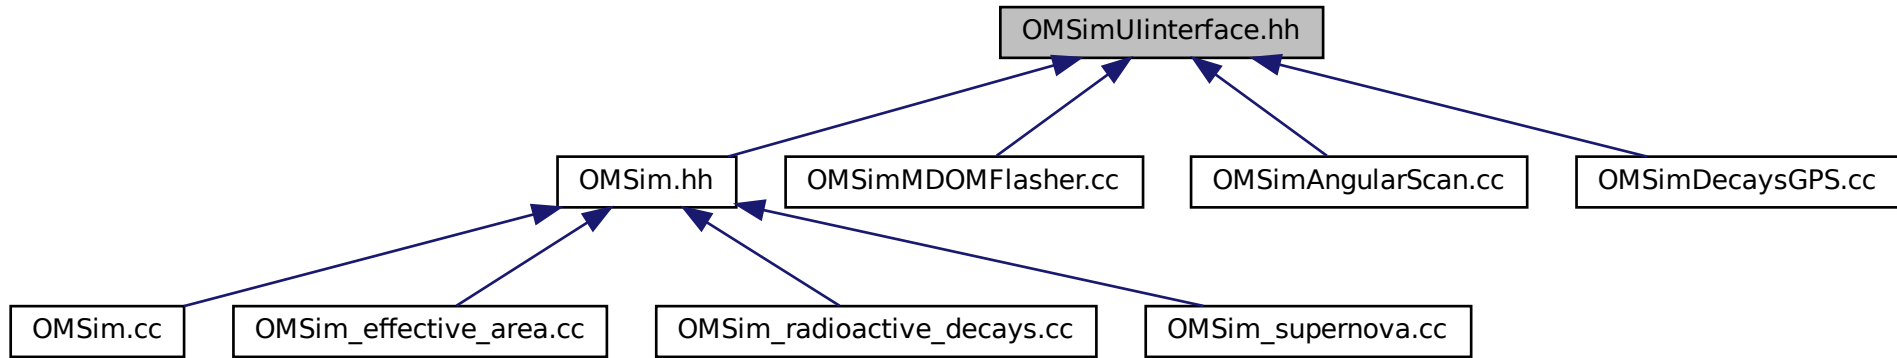 OMSimUIinterface.hh
OMSim.hh
OMSimMDOMFlasher.cc
OMSimAngularScan.cc
OMSimDecaysGPS.cc
OMSim.cc
OMSim_effective_area.cc
OMSim_radioactive_decays.cc
OMSim_supernova.cc